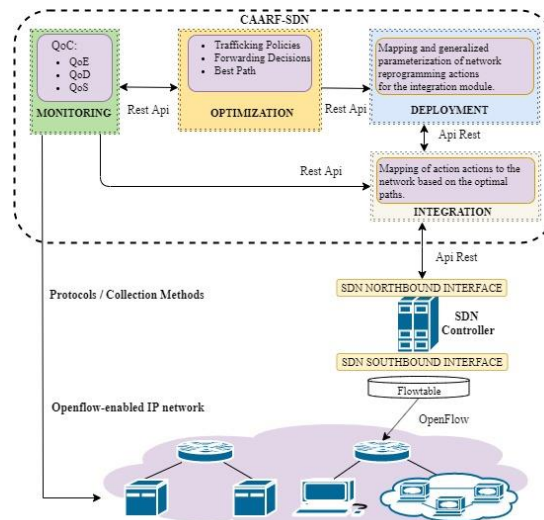 CAARF-SDN
QoC:
• QoE
• QoD
• QoS
MONITORING
Rest Api
• Trafficking Policies
• Forwarding Decisions
• Best Path
OPTIMIZATION
Rest Api
Mapping and generalized
parameterization of network
reprogramming actions
for the integration module.
DEPLOYMENT
Api Rest
Rest Api
Mapping of action actions to the
network based on the optimal
paths.
INTEGRATION
Api Rest
SDN NORTHBOUND INTERFACE
SDN
Controller
SDN SOUTHBOUND INTERFACE
Flowtable
OpenFlow
Protocols / Collection Methods
Openflow-enabled IP network